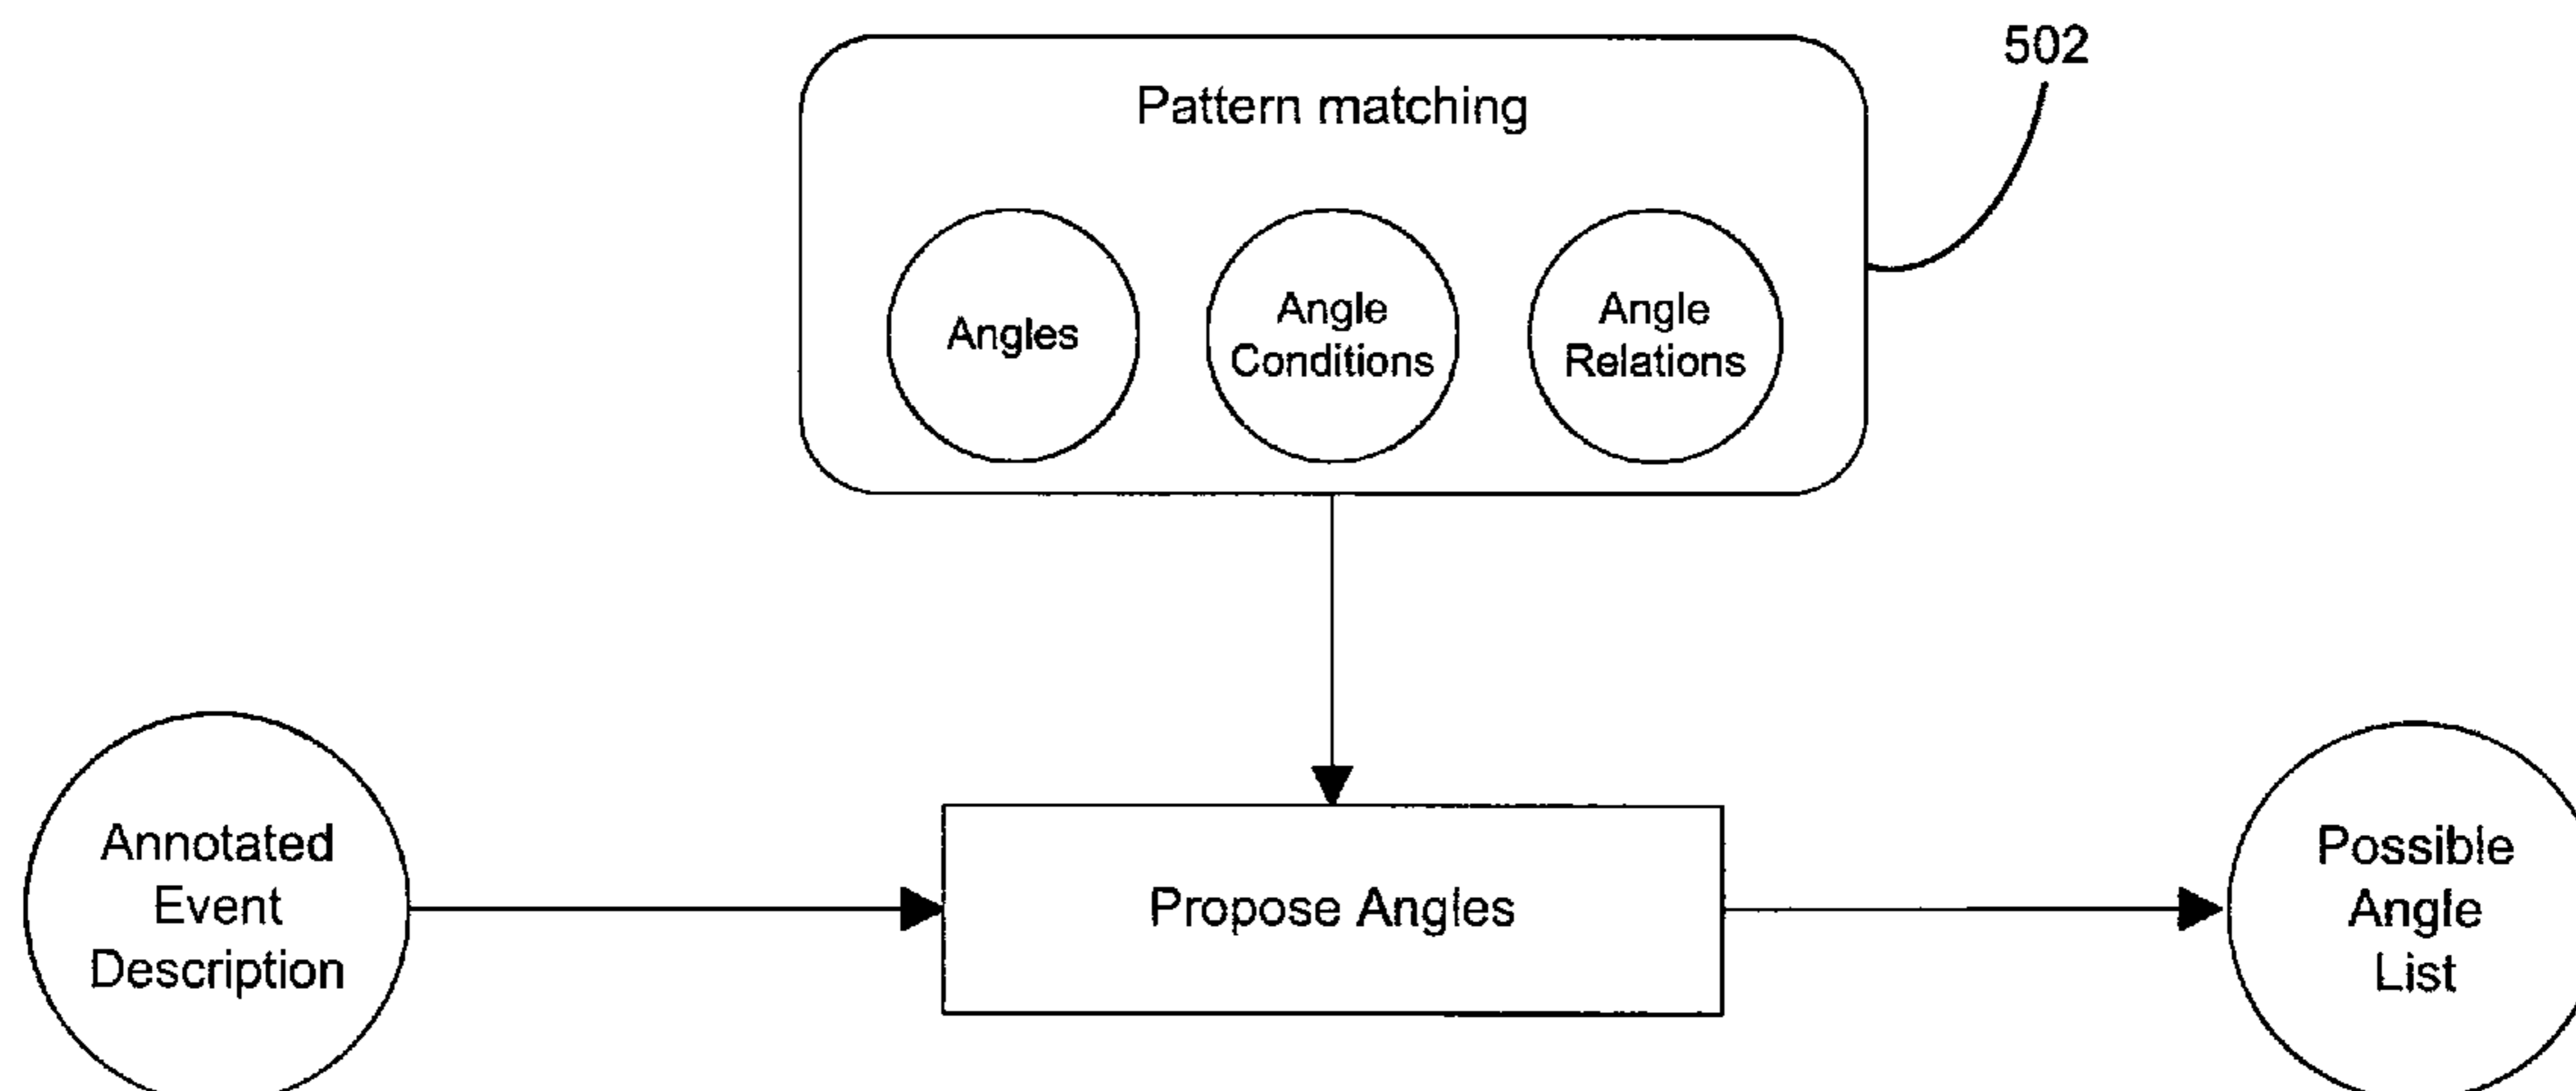 502
Pattern matching
Angles
Angle
Conditions
Angle
Relations
Annotated
Event
Description
Propose Angles
Possible
Angle
List